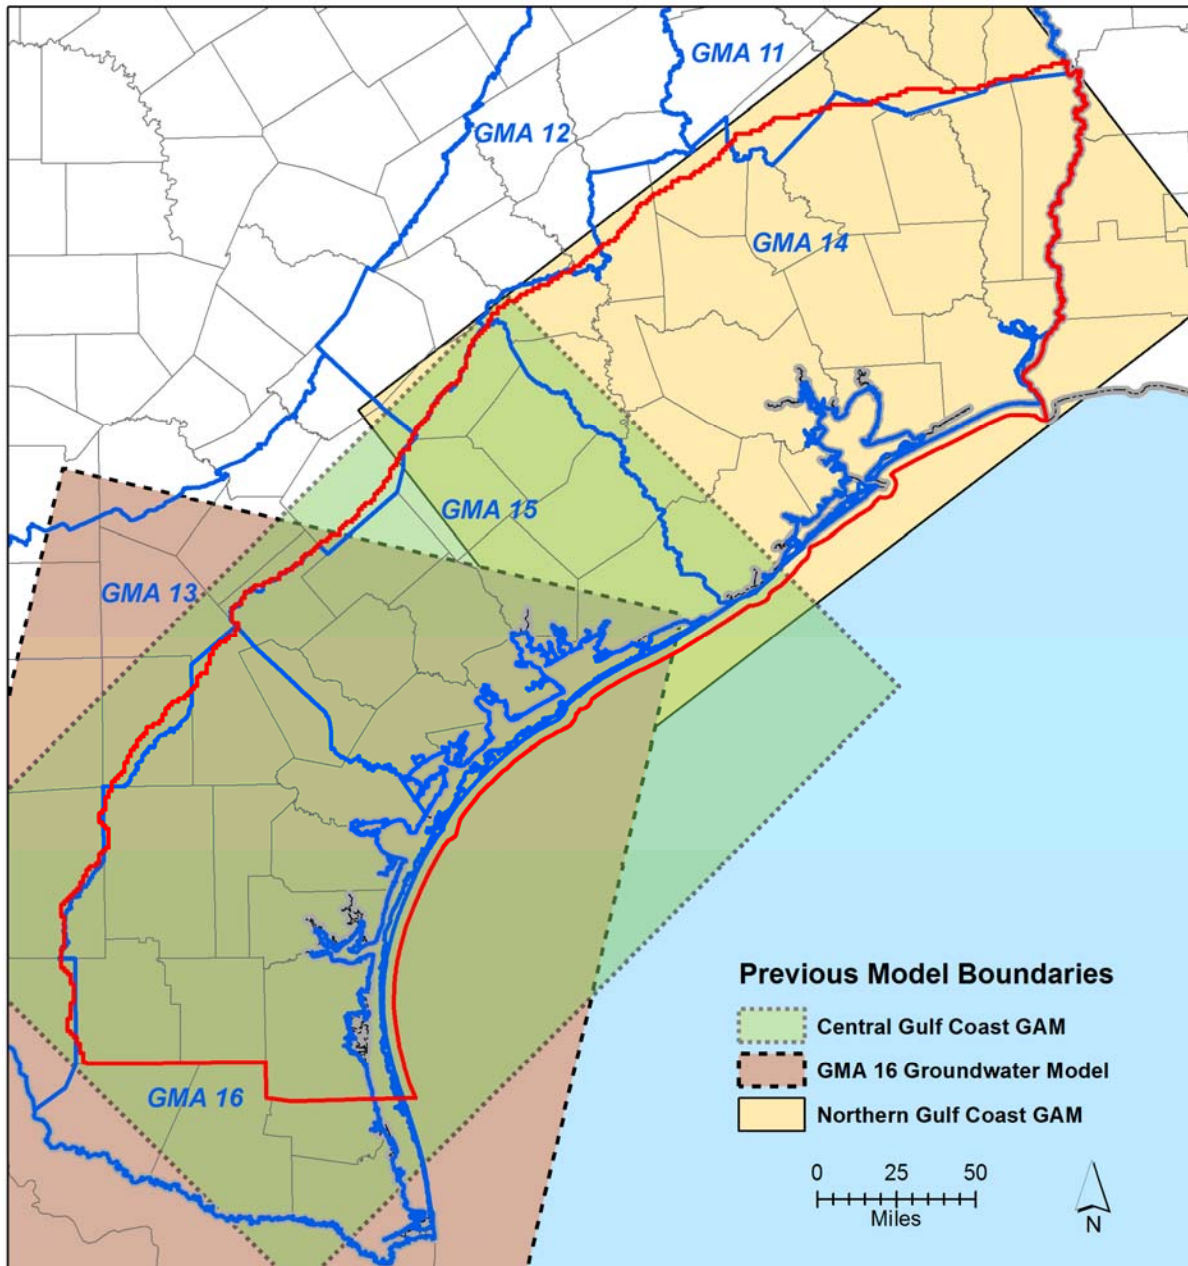 GMA 11
GMA 12
GMA 14
GMA 15
GMA 13
GMA 16
Previous Model Boundaries
Central Gulf Coast GAM
GMA 16 Groundwater Model
Northern Gulf Coast GAM
0 25 50
Miles
N